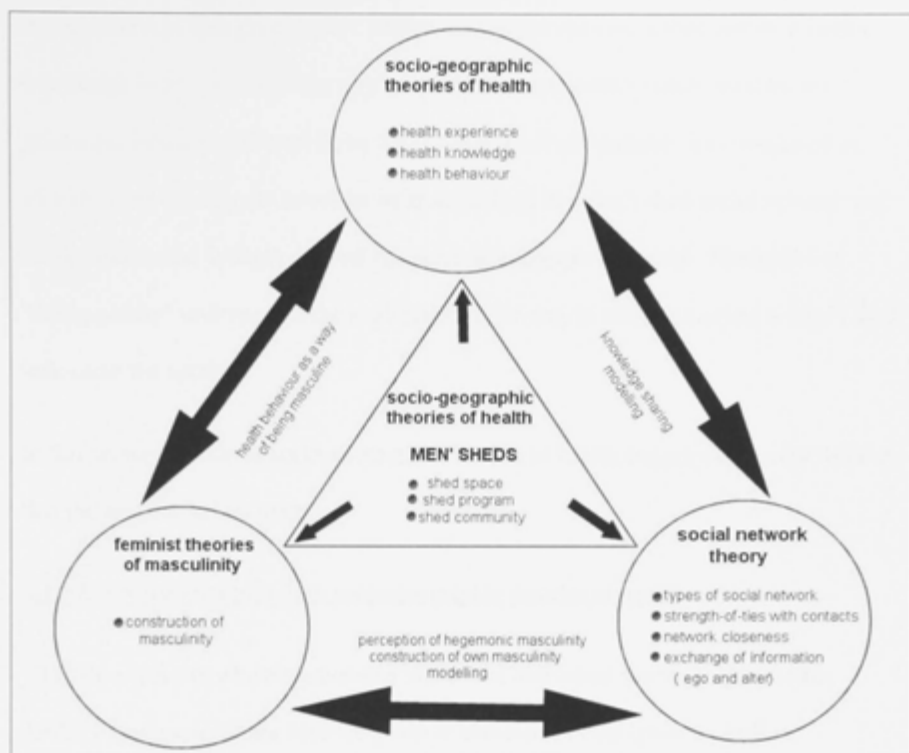 socio-geographic
theories of health
health experience
health knowledge
health behaviour
health behaviour as a way
of being masculine
knowledge sharing
modelling
socio-geographic
theories of health
MEN' SHEDS
shed space
shed program
shed community
feminist theories
of masculinity
construction of
masculinity
social network
theory
types of social network
strength-of-ties with contacts
network closeness
exchange of information
( ego and alter)
perception of hegemonic masculinity
construction of own masculinity
modelling